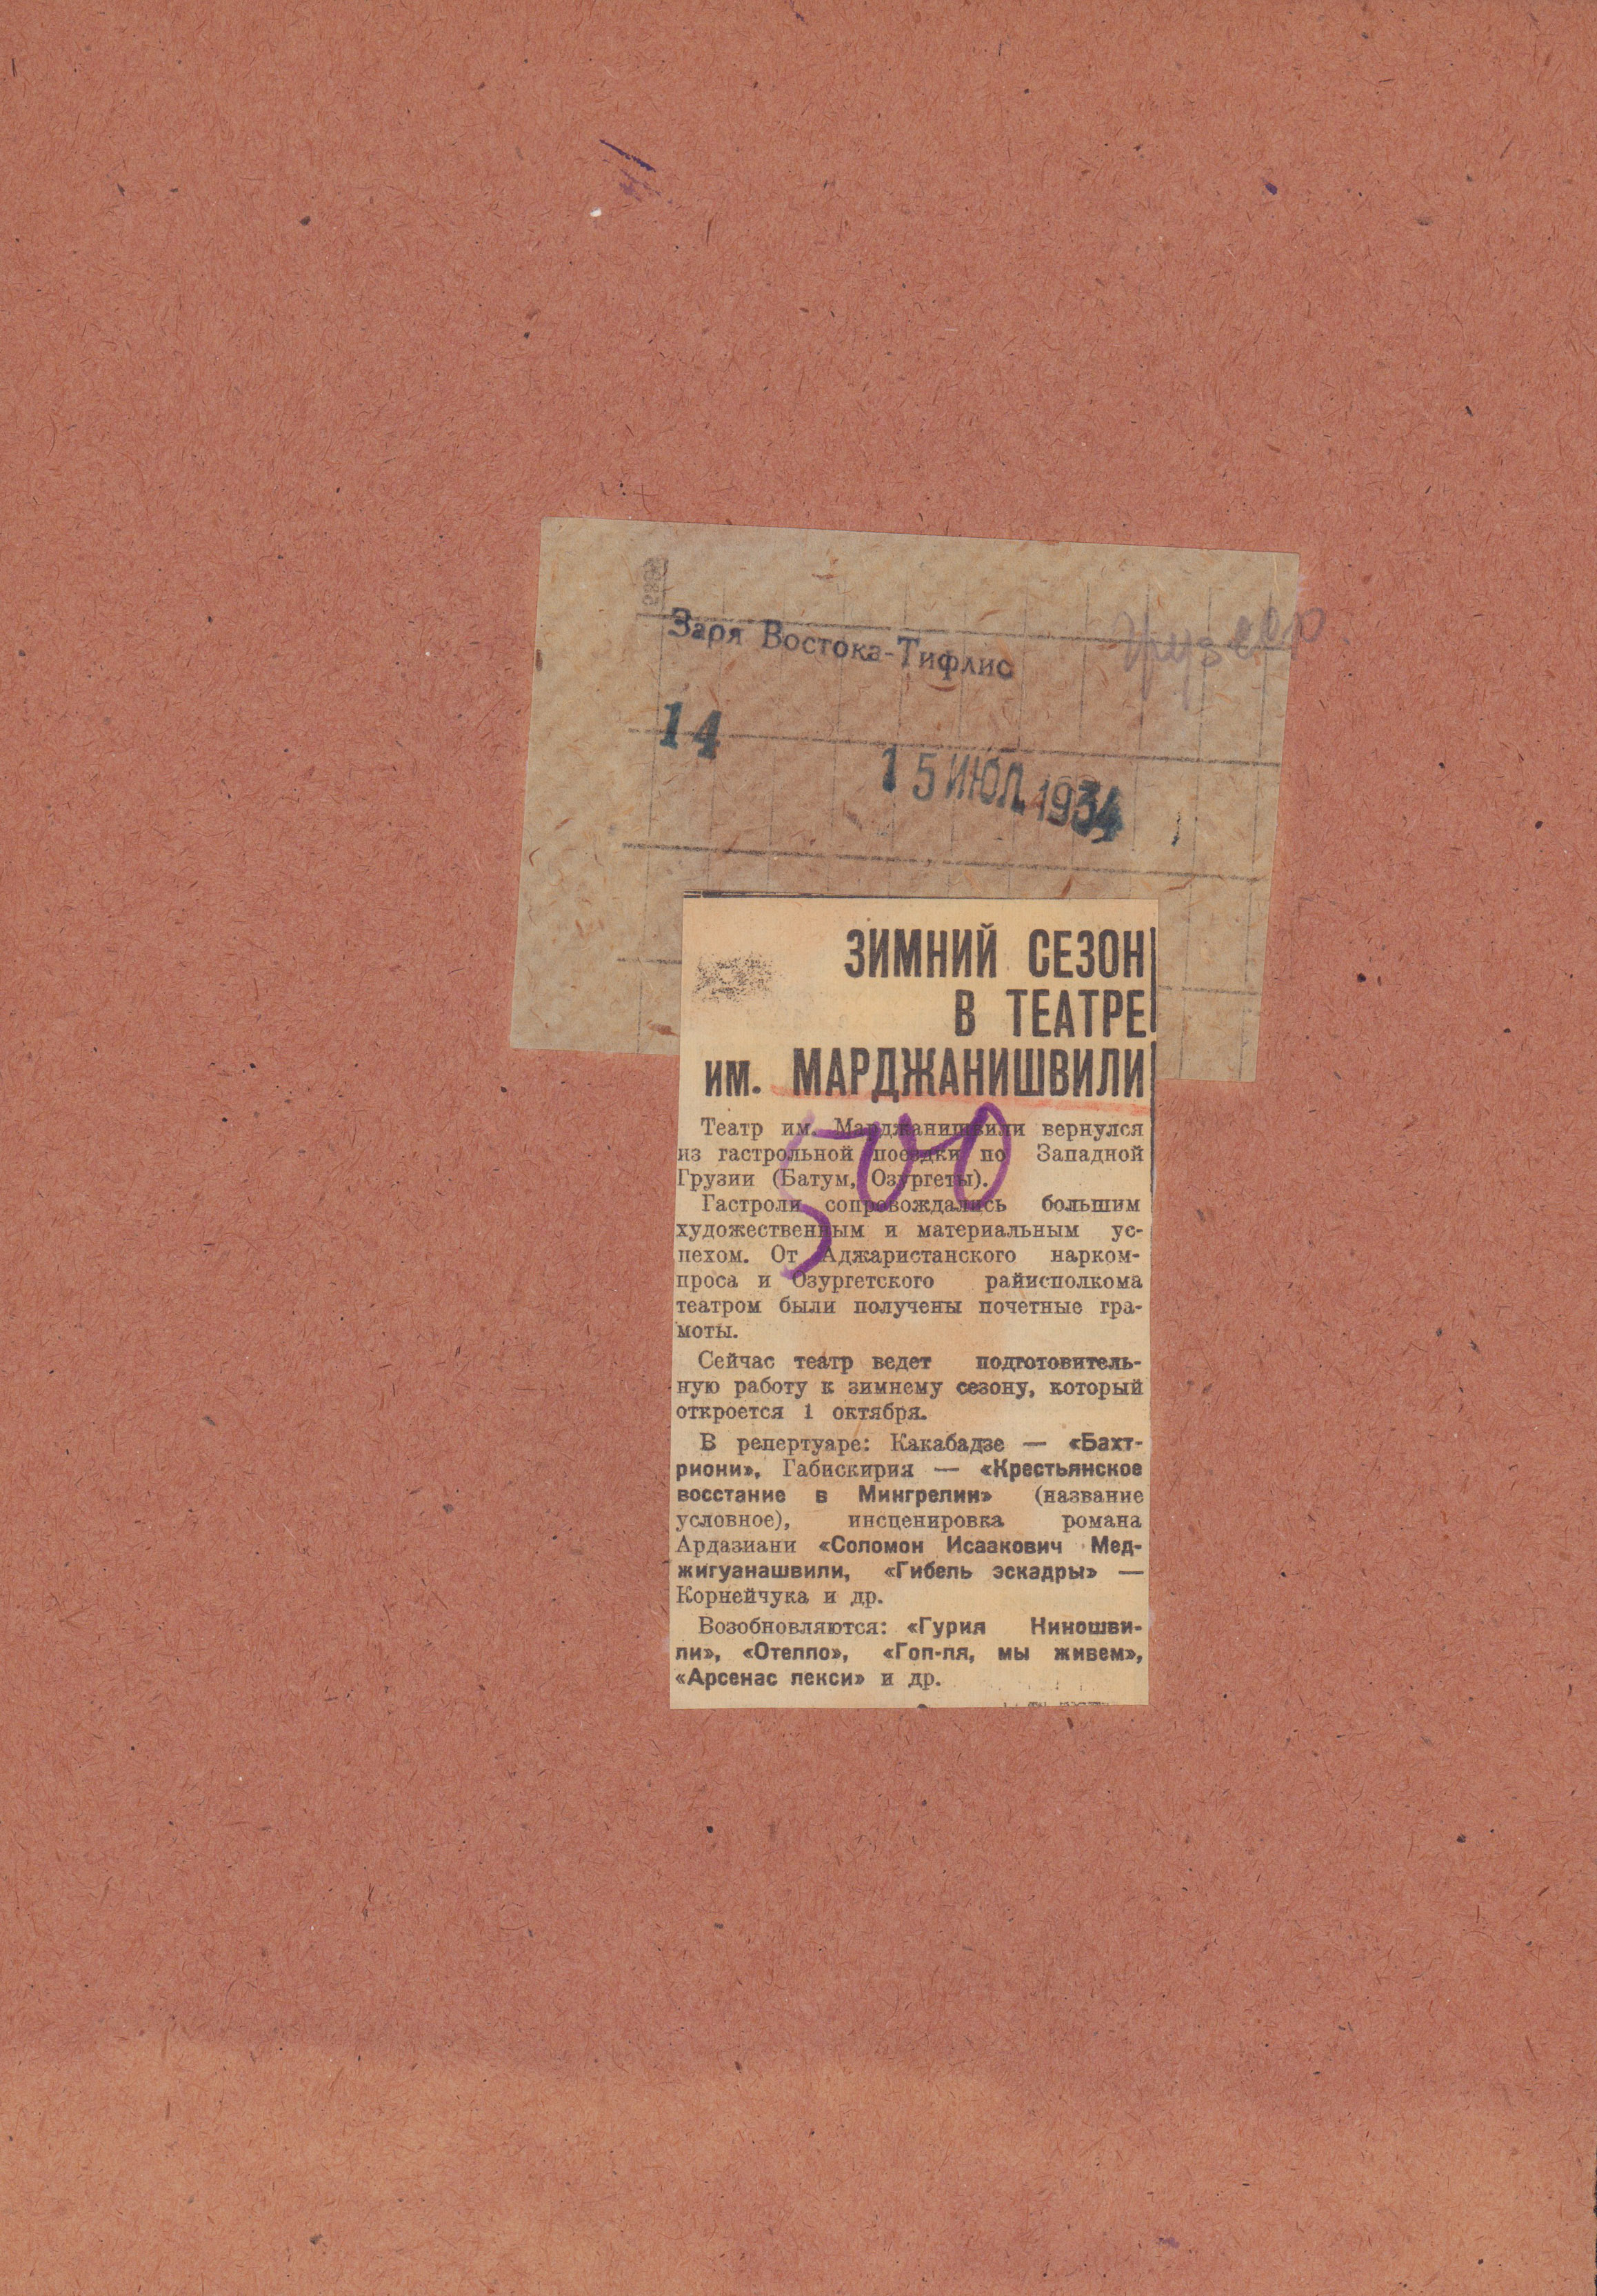 Заря Востока-Тифлис
14
15 ИЮЛ. 1934
ЗИМНИЙ СЕЗОН
В ТЕАТРЕ
им. МАРДЖАНИШВИЛИ
Театр им. Марджанишвили вернулся
из гастрольной поездки по Западной
Грузии (Батум, Озургеты).
Гастроли сопровождались большим
художественным и материальным ус-
пехом. От Аджаристанского нарком-
проса и Озургетского райисполкома
театром были получены почетные гра-
моты.
Сейчас театр ведет подготовитель-
ную работу к зимнему сезону, который
откроется 1 октября.
В репертуаре: Какабадзе — «Бахт-
риони», Габискирия — «Крестьянское
восстание в Мингрелии» (название
условное), инсценировка романа
Ардазиани «Соломон Исаакович Мед-
жигуанашвили, «Гибель эскадры» —
Корнейчука и др.
Возобновляются: «Гурия Ниношви-
ли», «Отелло», «Гоп-ля, мы живем»,
«Арсенас лекси» и др.